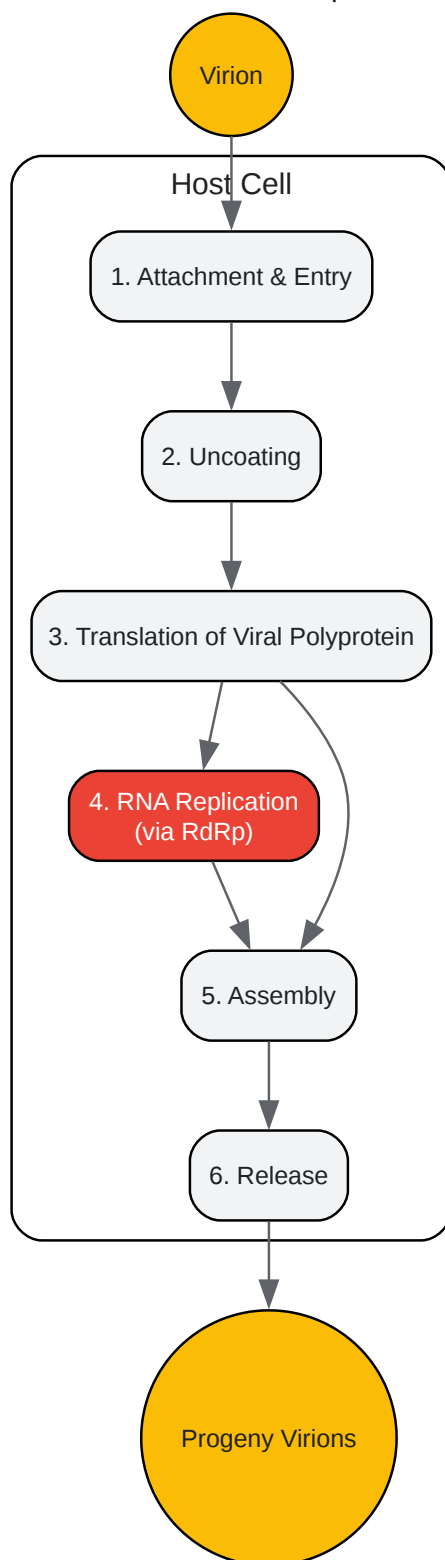 Virion
Host Cell
1. Attachment & Entry
2. Uncoating
3. Translation of Viral Polyprotein
4. RNA Replication
(via RdRp)
5. Assembly
6. Release
Progeny Virions